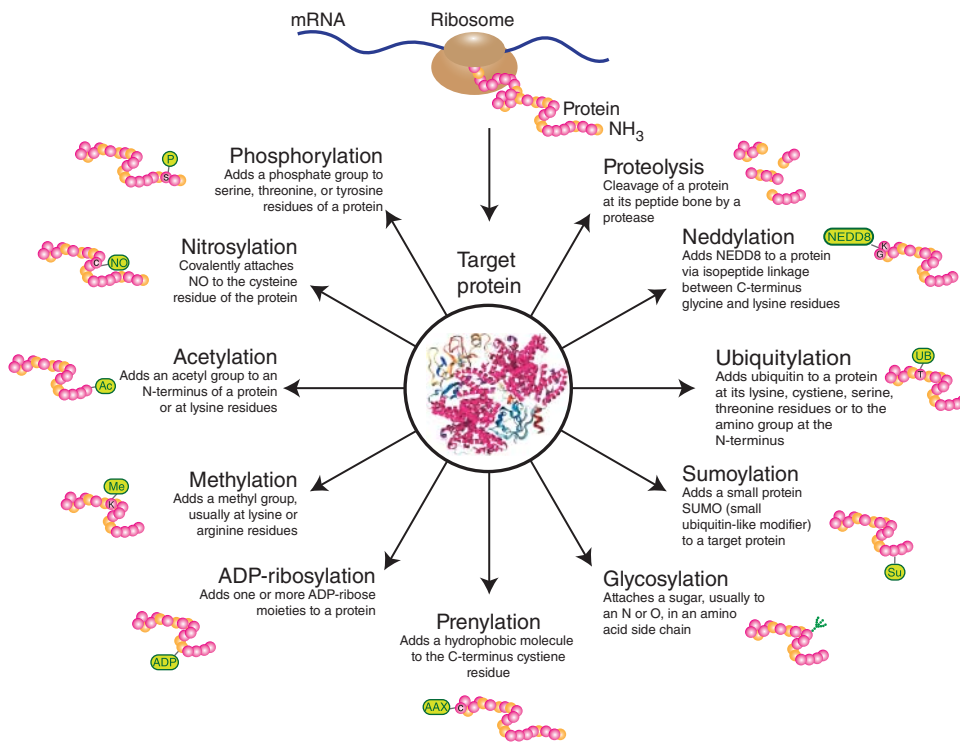 mRNA
Ribosome
Protein
NH3
Phosphorylation
Adds a phosphate group to
serine, threonine, or tyrosine
residues of a protein
P
S
Proteolysis
Cleavage of a protein
at its peptide bone by a
protease
Nitrosylation
Covalently attaches
NO to the cysteine
residue of the protein
C
NO
Target
protein
Neddylation
Adds NEDD8 to a protein
via isopeptide linkage
between C-terminus
glycine and lysine residues
NEDD8
K
G
Acetylation
Adds an acetyl group to an
N-terminus of a protein
or at lysine residues
Ac
Ubiquitylation
Adds ubiquitin to a protein
at its lysine, cystiene, serine,
threonine residues or to the
amino group at the
N-terminus
UB
T
Methylation
Adds a methyl group,
usually at lysine or
arginine residues
Me
K
Sumoylation
Adds a small protein
SUMO (small
ubiquitin-like modifier)
to a target protein
Su
ADP-ribosylation
Adds one or more ADP-ribose
moieties to a protein
ADP
Prenylation
Adds a hydrophobic molecule
to the C-terminus cystiene
residue
AAX
C
Glycosylation
Attaches a sugar, usually to
an N or O, in an amino
acid side chain